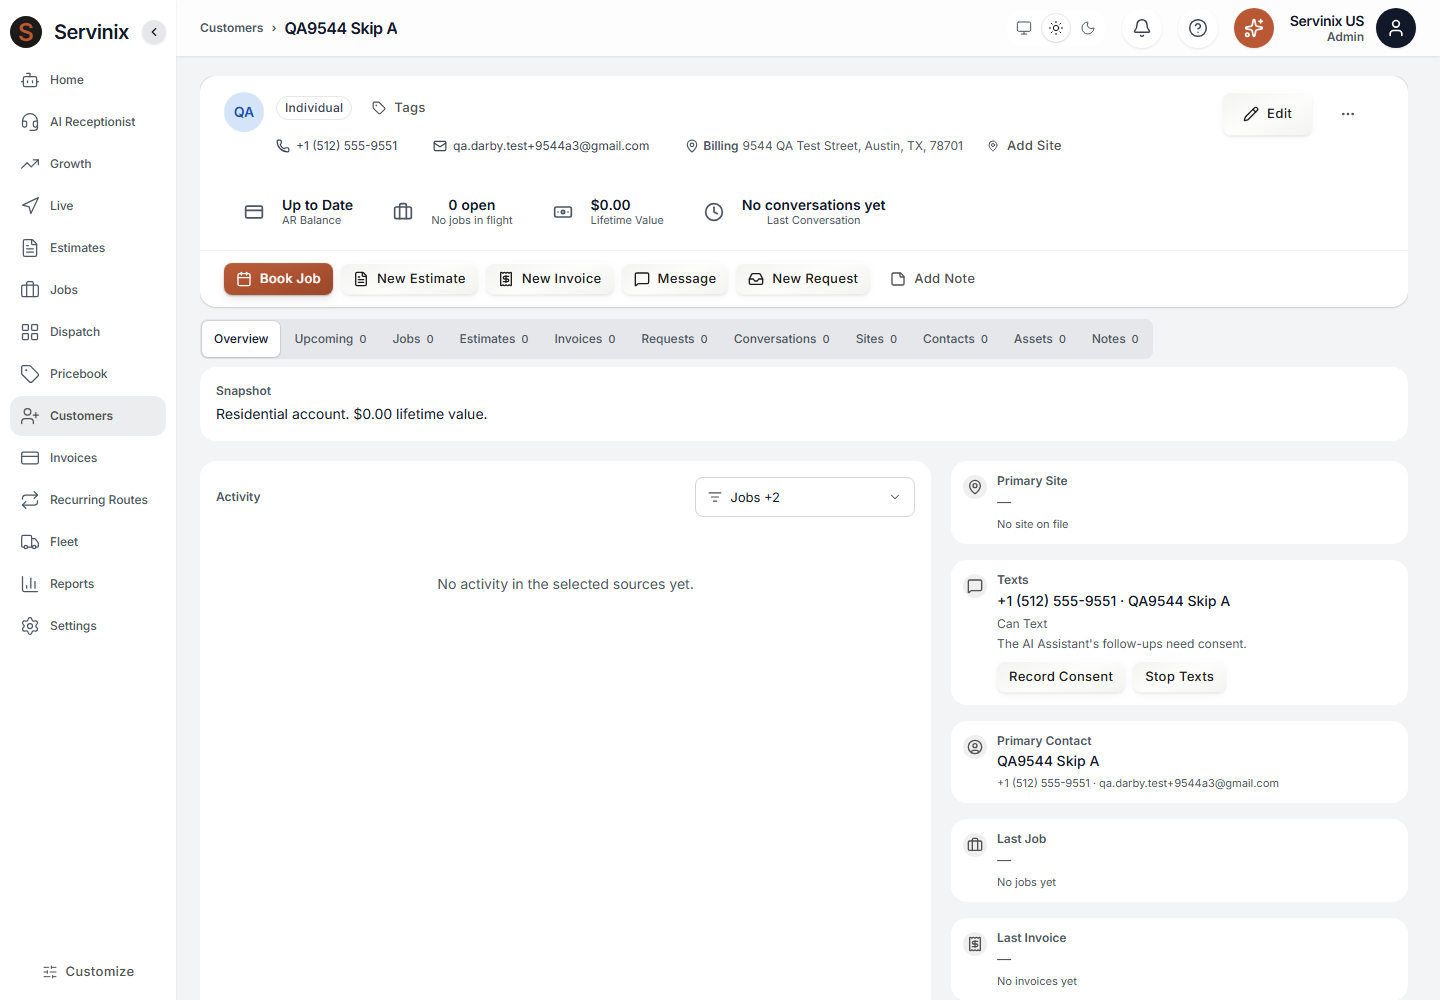 S
Servinix
Home
AI Receptionist
Growth
Live
Estimates
Jobs
Dispatch
Pricebook
Customers
Invoices
Recurring Routes
Fleet
Reports
Settings
Customize
Customers › QA9544 Skip A
Servinix US
Admin
QA
Individual
Tags
Edit
+1 (512) 555-9551
qa.darby.test+9544a3@gmail.com
Billing 9544 QA Test Street, Austin, TX, 78701
Add Site
Up to Date
AR Balance
0 open
No jobs in flight
$0.00
Lifetime Value
No conversations yet
Last Conversation
Book Job
New Estimate
New Invoice
Message
New Request
Add Note
Overview
Upcoming 0
Jobs 0
Estimates 0
Invoices 0
Requests 0
Conversations 0
Sites 0
Contacts 0
Assets 0
Notes 0
Snapshot
Residential account. $0.00 lifetime value.
Activity
Jobs +2
No activity in the selected sources yet.
Primary Site
—
No site on file
Texts
+1 (512) 555-9551 · QA9544 Skip A
Can Text
The AI Assistant's follow-ups need consent.
Record Consent
Stop Texts
Primary Contact
QA9544 Skip A
+1 (512) 555-9551 · qa.darby.test+9544a3@gmail.com
Last Job
—
No jobs yet
Last Invoice
—
No invoices yet